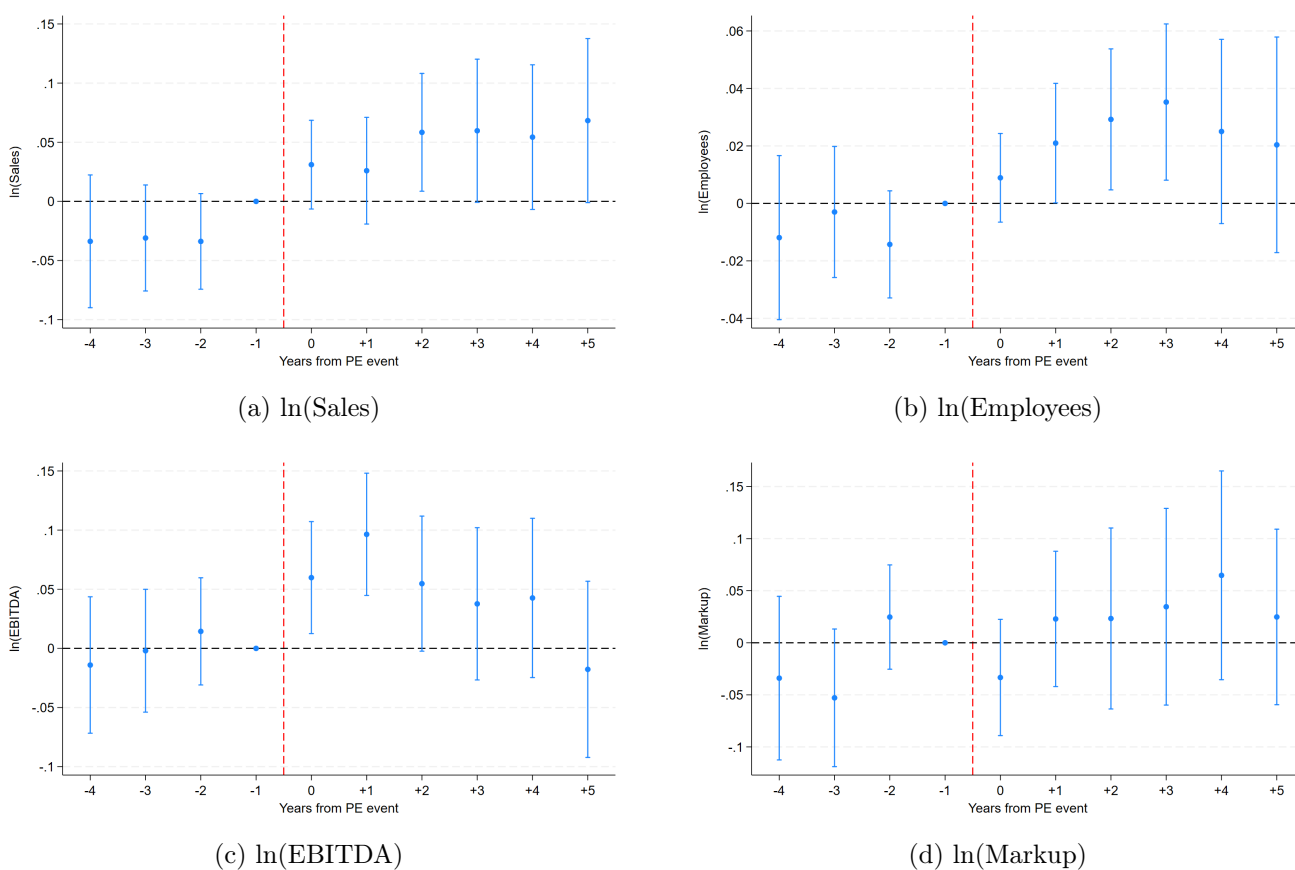 .15
.1
.05
0
-.05
-.1
ln(Sales)
-4 -3 -2 -1 0 +1 +2 +3 +4 +5
Years from PE event
(a) ln(Sales)
.06
.04
.02
0
-.02
-.04
ln(Employees)
-4 -3 -2 -1 0 +1 +2 +3 +4 +5
Years from PE event
(b) ln(Employees)
.15
.1
.05
0
-.05
-.1
ln(EBITDA)
-4 -3 -2 -1 0 +1 +2 +3 +4 +5
Years from PE event
(c) ln(EBITDA)
.15
.1
.05
0
-.05
-.1
ln(Markup)
-4 -3 -2 -1 0 +1 +2 +3 +4 +5
Years from PE event
(d) ln(Markup)